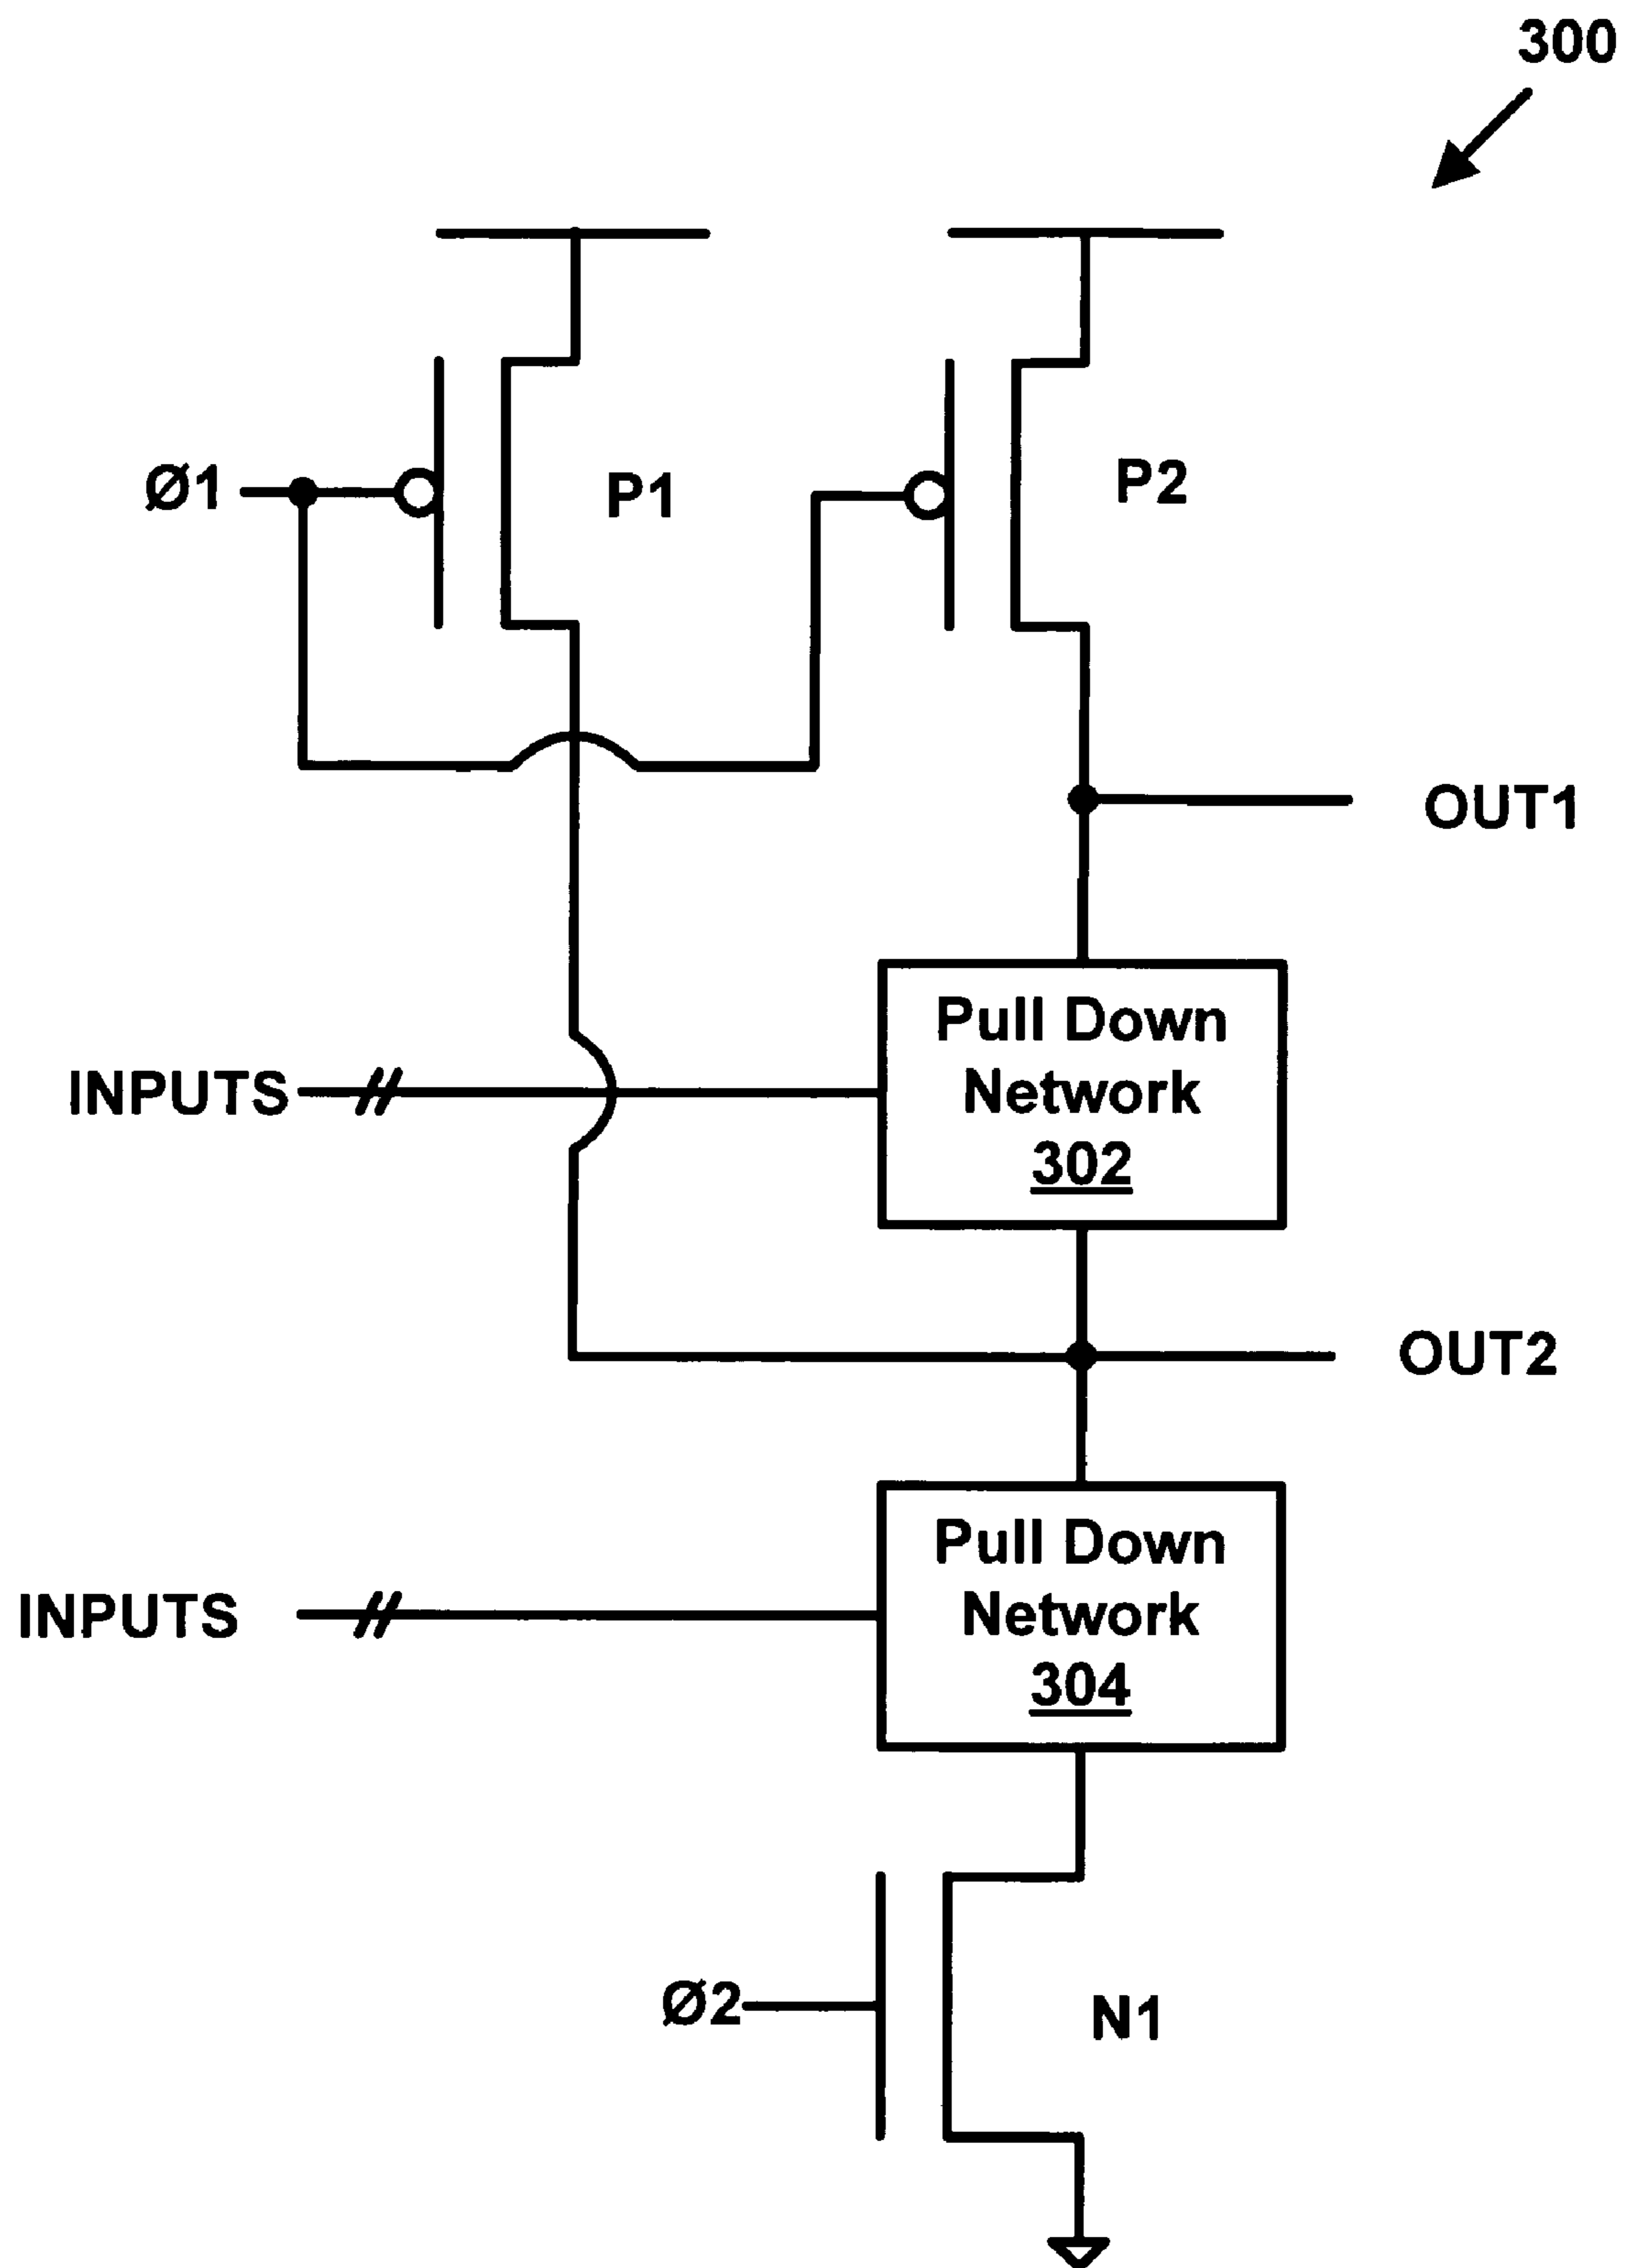 300
Ø1
P1
P2
OUT1
Pull Down
Network
302
INPUTS
OUT2
Pull Down
Network
304
INPUTS
Ø2
N1